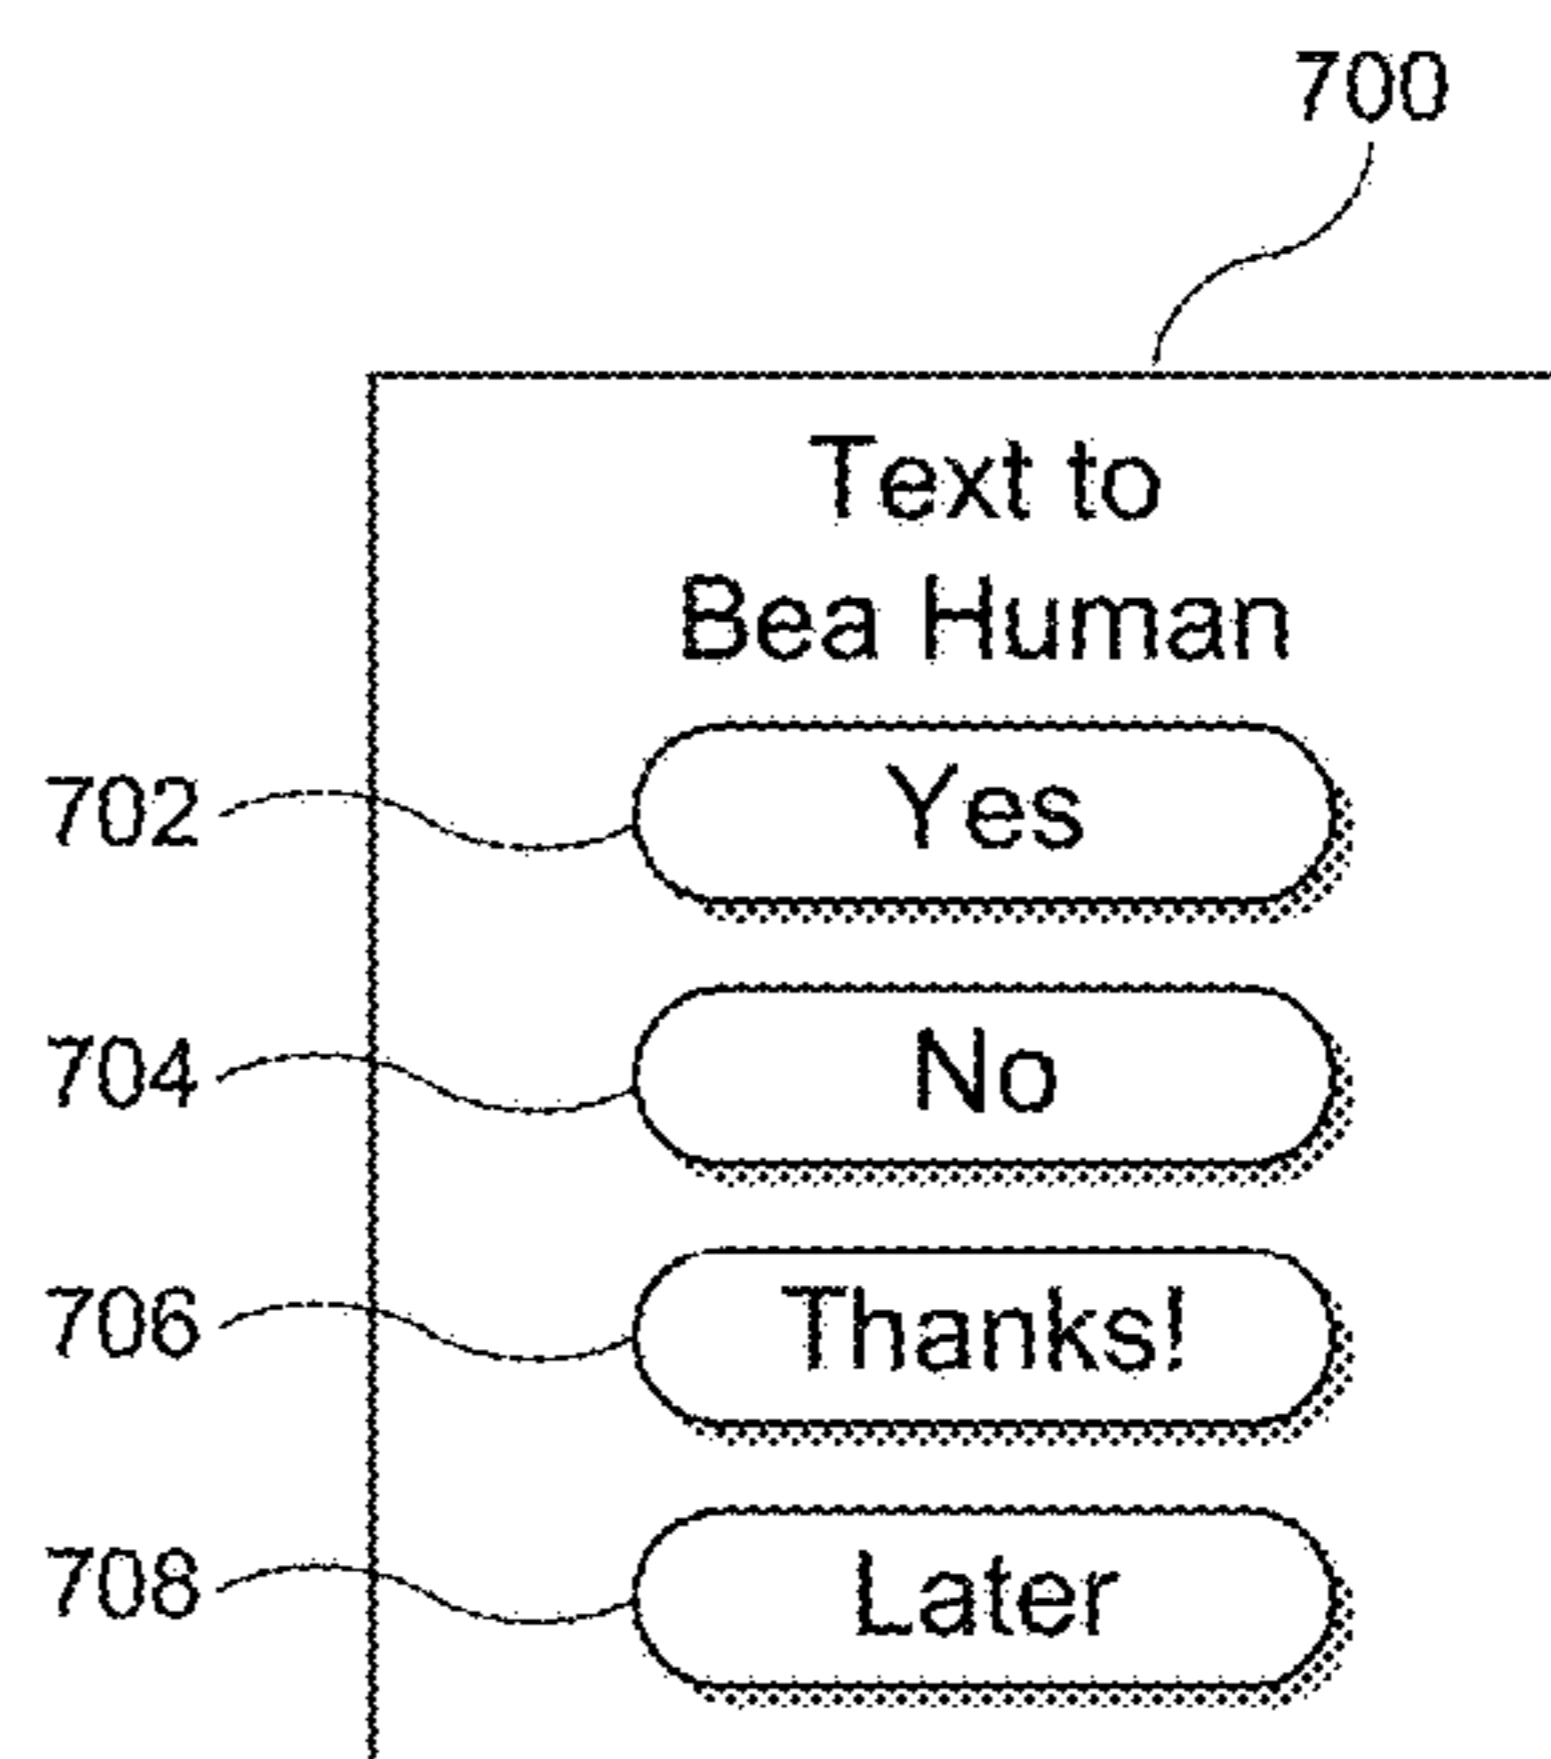 700
Text to
Bea Human
702 Yes
704 No
706 Thanks!
708 Later